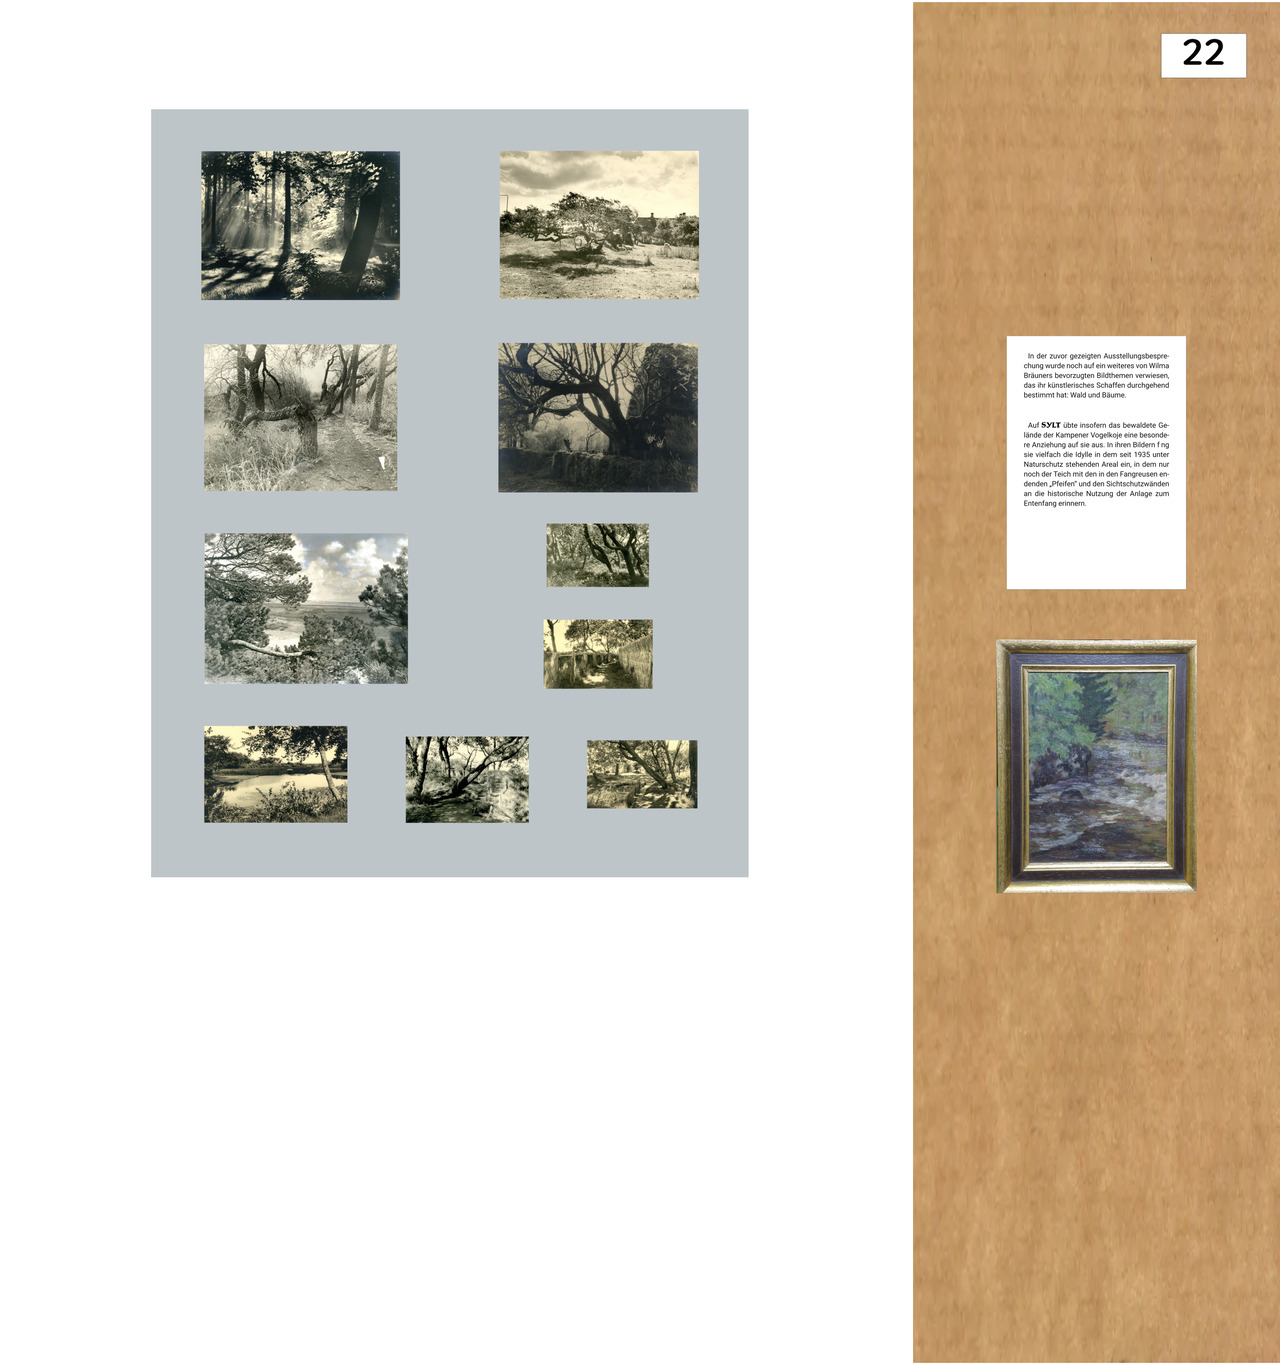 22
In der zuvor gezeigten Ausstellungsbespre-
chung wurde noch auf ein weiteres von Wilma
Bräuners bevorzugten Bildthemen verwiesen,
das ihr künstlerisches Schaffen durchgehend
bestimmt hat: Wald und Bäume.
Auf SYLT übte insofern das bewaldete Ge-
lände der Kampener Vogelkoje eine besonde-
re Anziehung auf sie aus. In ihren Bildern f ng
sie vielfach die Idylle in dem seit 1935 unter
Naturschutz stehenden Areal ein, in dem nur
noch der Teich mit den in den Fangreusen en-
denden „Pfeifen" und den Sichtschutzwänden
an die historische Nutzung der Anlage zum
Entenfang erinnern.